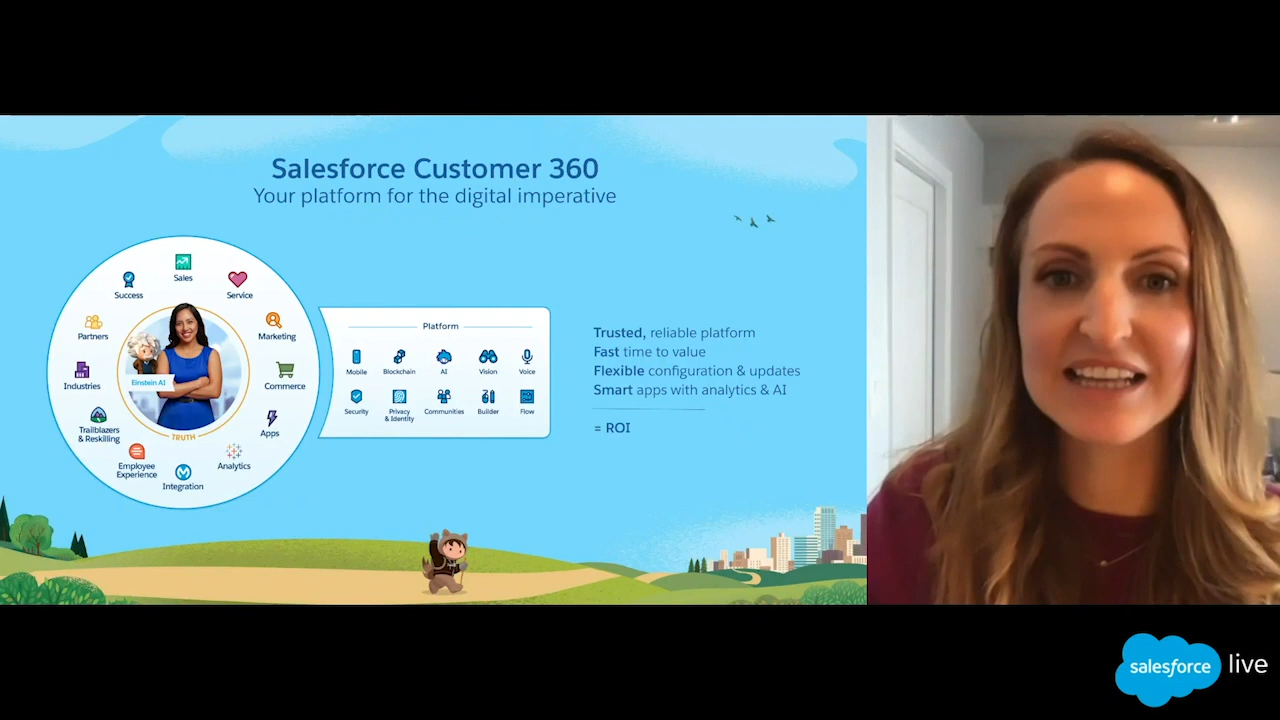 Salesforce Customer 360
Your platform for the digital imperative
Sales
Service
Marketing
Commerce
Apps
Analytics
Integration
Employee
Experience
Trailblazers
& Reskilling
Industries
Partners
Success
Einstein AI
TRUTH
Platform
Mobile
Blockchain
AI
Vision
Voice
Security
Privacy
& Identity
Communities
Builder
Flow
Trusted, reliable platform
Fast time to value
Flexible configuration & updates
Smart apps with analytics & AI
= ROI
salesforce live